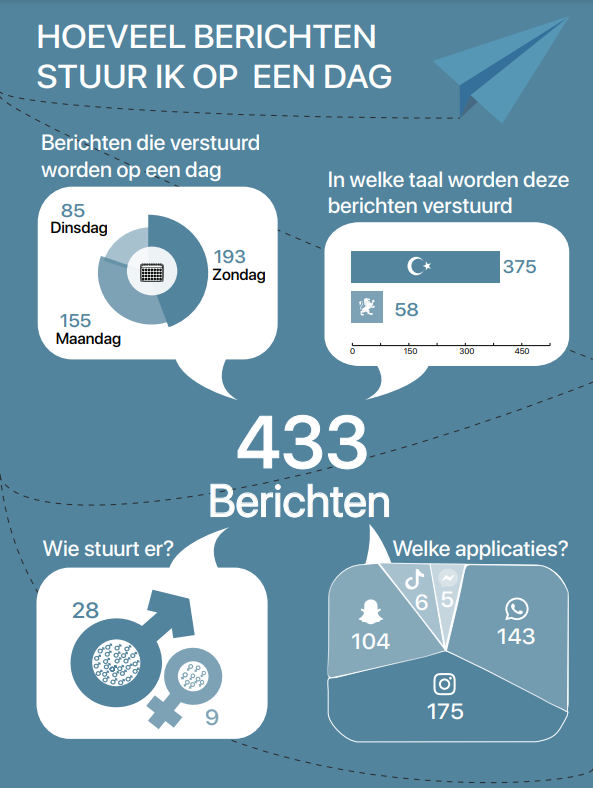 HOEVEEL BERICHTEN
STUUR IK OP EEN DAG
Berichten die verstuurd
worden op een dag
85
Dinsdag
193
Zondag
155
Maandag
In welke taal worden deze
berichten verstuurd
375
58
0 150 300 450
433
Berichten
Wie stuurt er?
28
9
Welke applicaties?
6
5
104
143
175